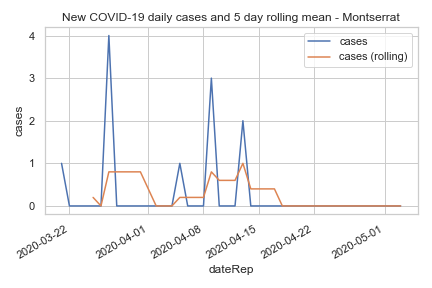 New COVID-19 daily cases and 5 day rolling mean - Montserrat
cases
cases (rolling)
4
3
2
1
0
cases
2020-03-22
2020-04-01
2020-04-08
2020-04-15
2020-04-22
2020-05-01
dateRep